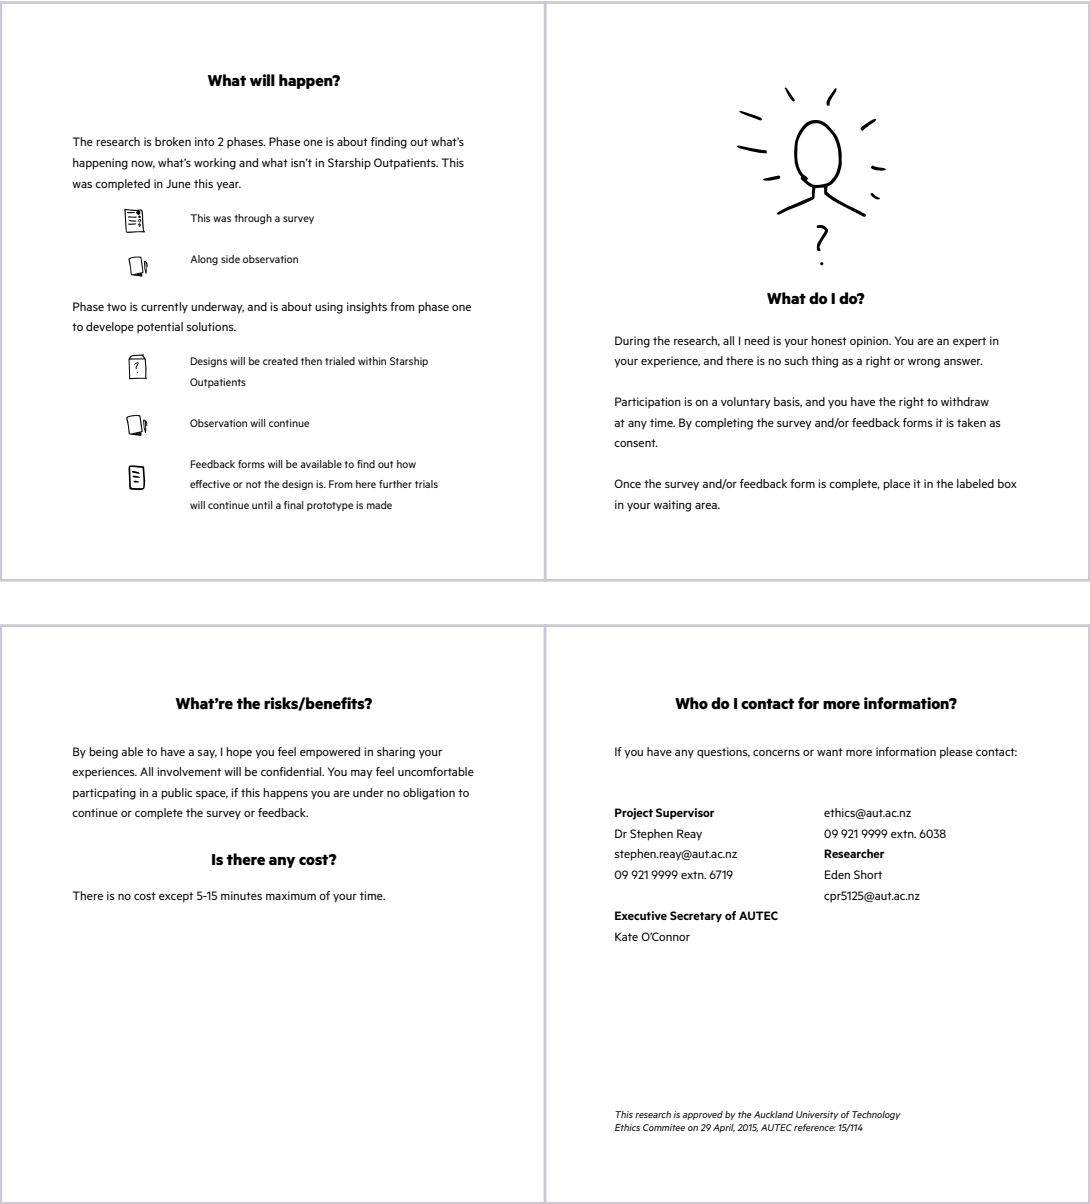 What will happen?
The research is broken into 2 phases. Phase one is about finding out what's
happening now, what's working and what isn't in Starship Outpatients. This
was completed in June this year.
This was through a survey
Along side observation
Phase two is currently underway, and is about using insights from phase one
to develope potential solutions.
?
Designs will be created then trialed within Starship
Outpatients
Observation will continue
Feedback forms will be available to find out how
effective or not the design is. From here further trials
will continue until a final prototype is made
?
What do I do?
During the research, all I need is your honest opinion. You are an expert in
your experience, and there is no such thing as a right or wrong answer.
Participation is on a voluntary basis, and you have the right to withdraw
at any time. By completing the survey and/or feedback forms it is taken as
consent.
Once the survey and/or feedback form is complete, place it in the labeled box
in your waiting area.
What're the risks/benefits?
By being able to have a say, I hope you feel empowered in sharing your
experiences. All involvement will be confidential. You may feel uncomfortable
particpating in a public space, if this happens you are under no obligation to
continue or complete the survey or feedback.
Is there any cost?
There is no cost except 5-15 minutes maximum of your time.
Who do I contact for more information?
If you have any questions, concerns or want more information please contact:
Project Supervisor
Dr Stephen Reay
stephen.reay@aut.ac.nz
09 921 9999 extn. 6719
Executive Secretary of AUTEC
Kate O'Connor
ethics@aut.ac.nz
09 921 9999 extn. 6038
Researcher
Eden Short
cpr5125@aut.ac.nz
This research is approved by the Auckland University of Technology
Ethics Commitee on 29 April, 2015, AUTEC reference: 15/114